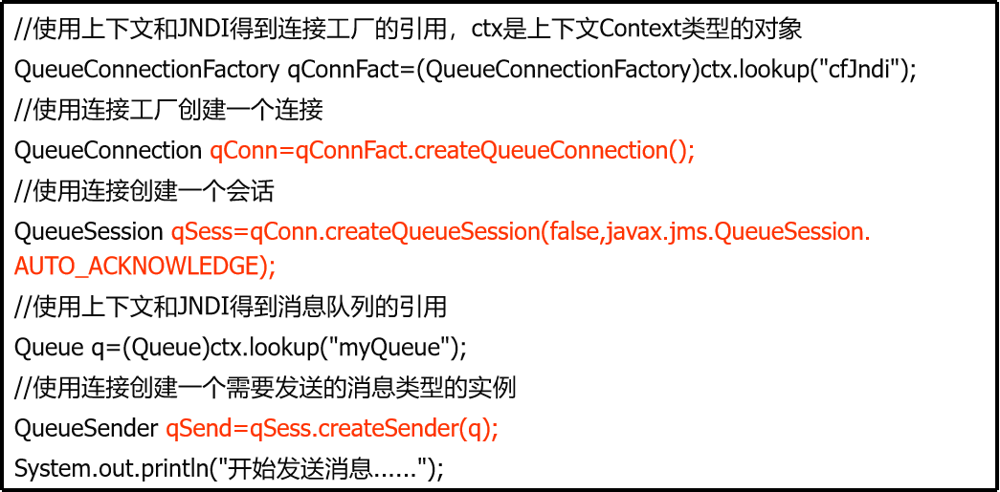 //使用上下文和JNDI得到连接工厂的引用，ctx是上下文Context类型的对象
QueueConnectionFactory qConnFact=(QueueConnectionFactory)ctx.lookup("cfJndi");
//使用连接工厂创建一个连接
QueueConnection qConn=qConnFact.createQueueConnection();
//使用连接创建一个会话
QueueSession qSess=qConn.createQueueSession(false,javax.jms.QueueSession.
AUTO_ACKNOWLEDGE);
//使用上下文和JNDI得到消息队列的引用
Queue q=(Queue)ctx.lookup("myQueue");
//使用连接创建一个需要发送的消息类型的实例
QueueSender qSend=qSess.createSender(q);
System.out.println("开始发送消息......");